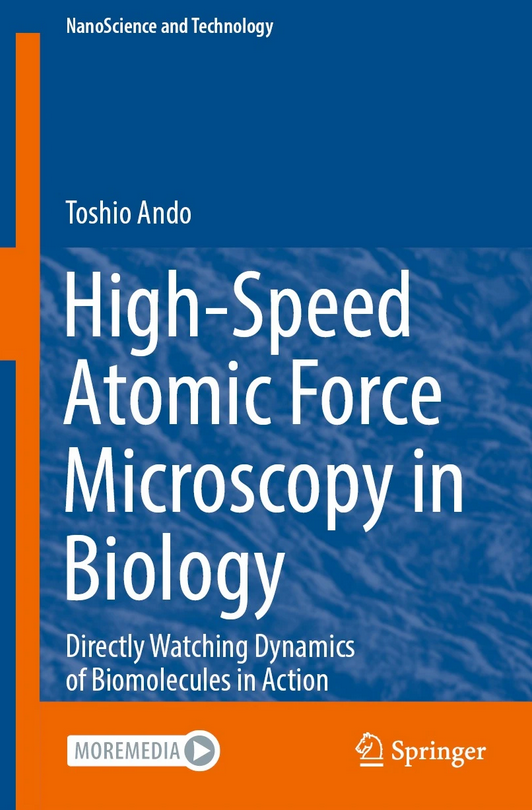 NanoScience and Technology
Toshio Ando
High-Speed
Atomic Force
Microscopy in
Biology
Directly Watching Dynamics
of Biomolecules in Action
MOREMEDIA
Springer